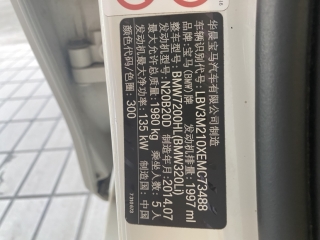 华晨宝马汽车有限公司制造
车辆识别代号: LBV3M210XEMC73488
品牌: 宝马(BMW)牌 发动机排量: 1997 ml
整车型号: BMW7200HL(BMW320Li)
发动机型号: N20B20D 制造年月: 2014.07
最大允许总质量: 1980 kg 乘坐人数: 5人
发动机最大净功率: 135 kW 制造国: 中国
颜色代码/色圈: 300